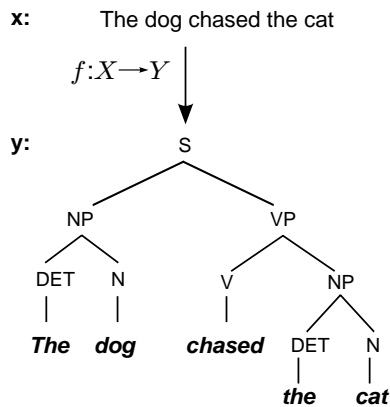 x: The dog chased the cat
f:X→Y
y: S
NP VP
DET N V NP
The dog chased DET N
the cat